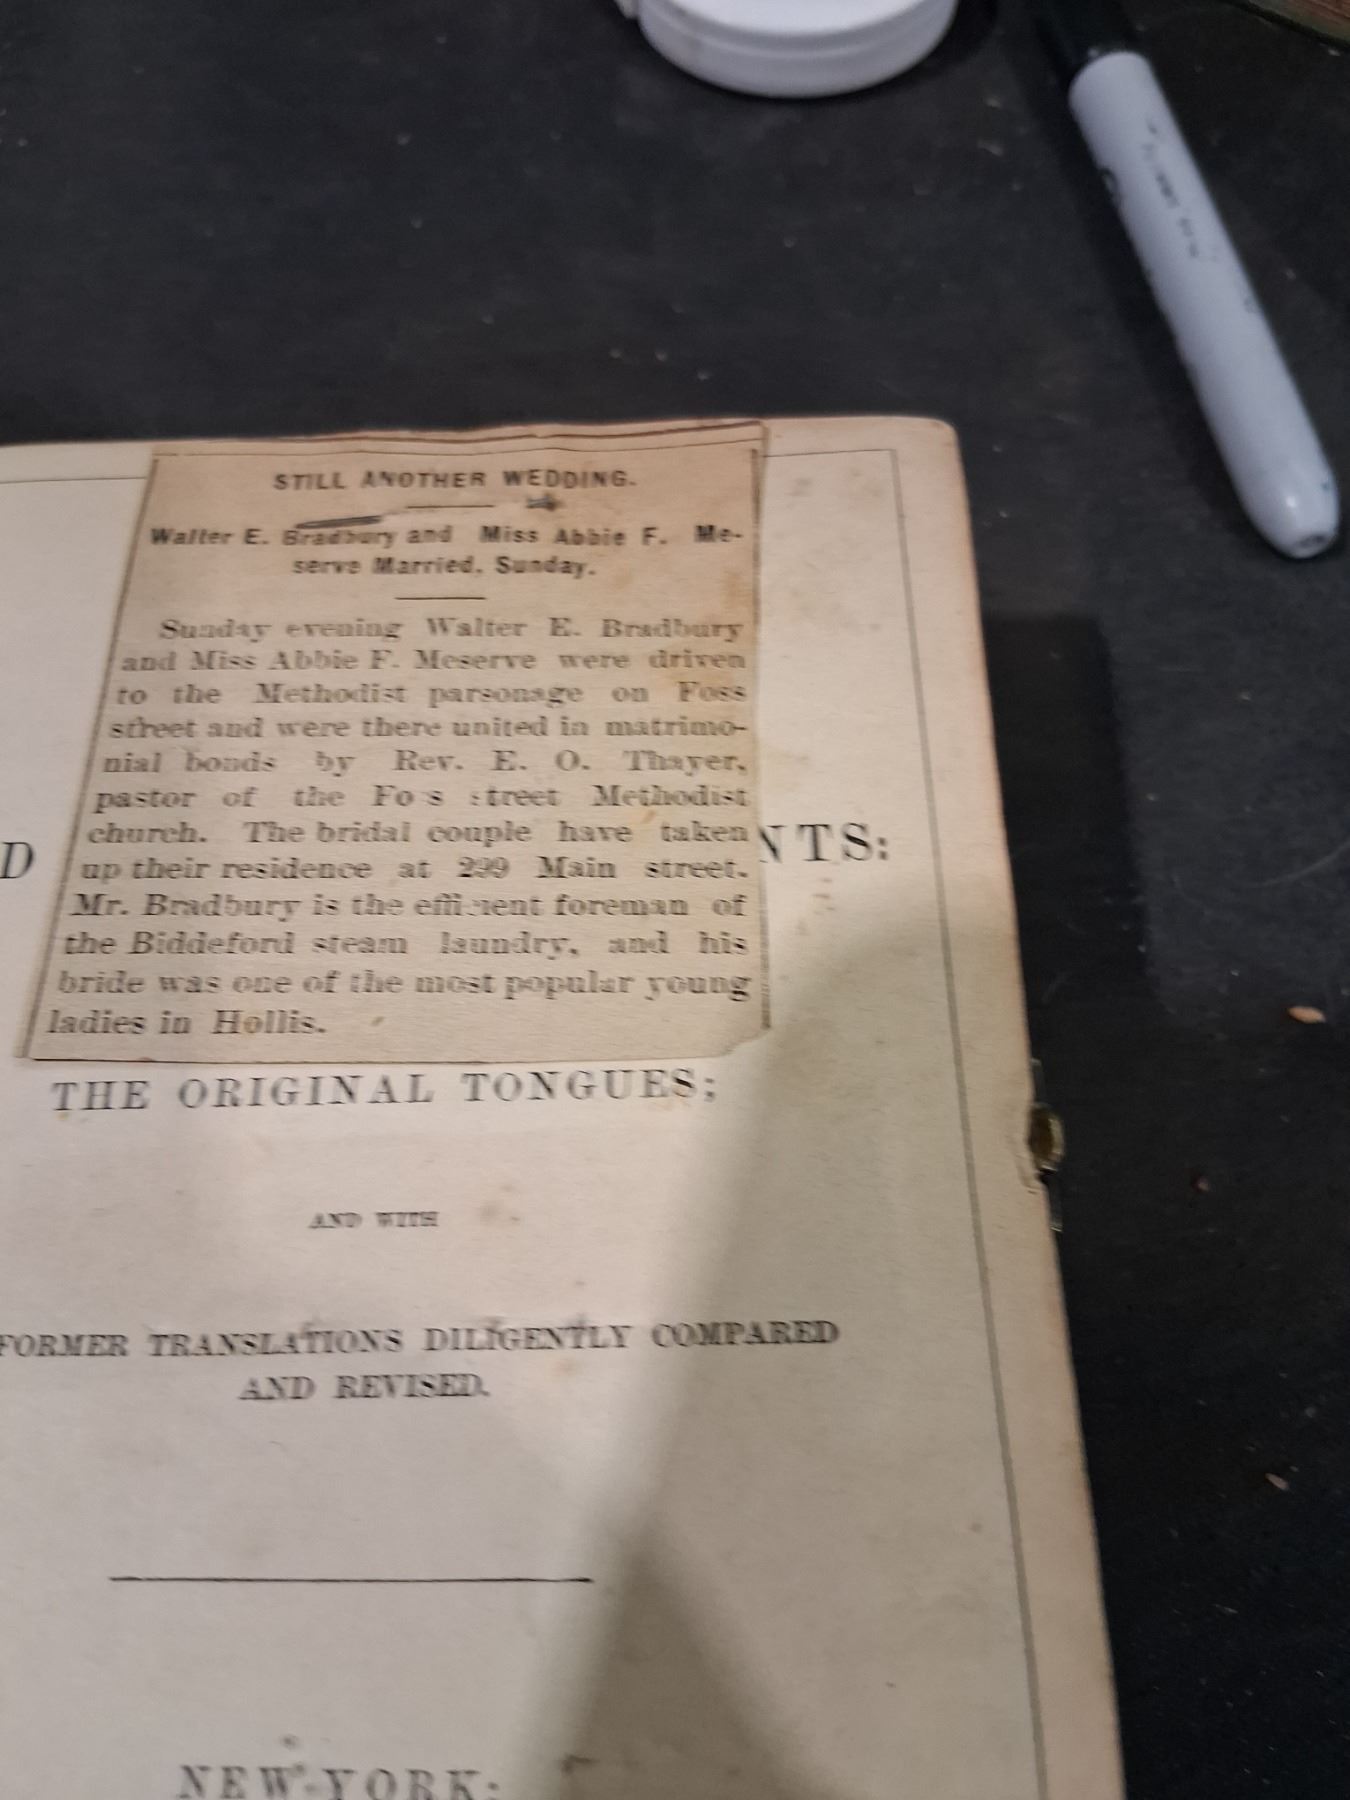 STILL ANOTHER WEDDING.
Walter E. Bradbury and Miss Abbie F. Me-
serve Married, Sunday.
Sunday evening Walter E. Bradbury
and Miss Abbie F. Meserve were driven
to the Methodist parsonage on Foss
street and were there united in matrimo-
nial bonds by Rev. E. O. Thayer,
pastor of the Fo s street Methodist
church. The bridal couple have taken
up their residence at 299 Main street.
Mr. Bradbury is the efficient foreman of
the Biddeford steam laundry, and his
bride was one of the most popular young
ladies in Hollis.
D NTS:
THE ORIGINAL TONGUES;
AND WITH
FORMER TRANSLATIONS DILIGENTLY COMPARED
AND REVISED.
NEW-YORK: